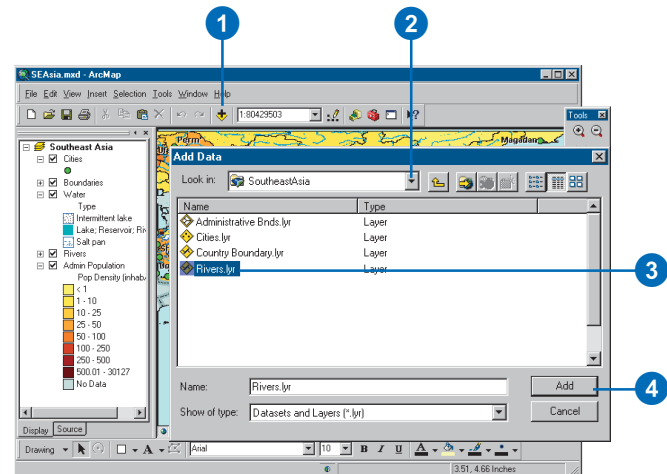 1
2
SEAsia.mxd - ArcMap
File Edit View Insert Selection Tools Window Help
1:80429503
Tools
Southeast Asia
Cities
Boundaries
Water
Type
Intermittent lake
Lake; Reservoir; Riv
Salt pan
Rivers
Admin Population
Pop Density (inhab/
< 1
1 - 10
10 - 25
25 - 50
50 - 100
100 - 250
250 - 500
500.01 - 30127
No Data
Display Source
Perm
Magadan
Add Data
Look in: SoutheastAsia
Name Type
Administrative Bnds.lyr Layer
Cities.lyr Layer
Country Boundary.lyr Layer
Rivers.lyr Layer
3
Name: Rivers.lyr Add
4
Show of type: Datasets and Layers (*.lyr) Cancel
Drawing A Arial 10 B I U A
3.51, 4.66 Inches